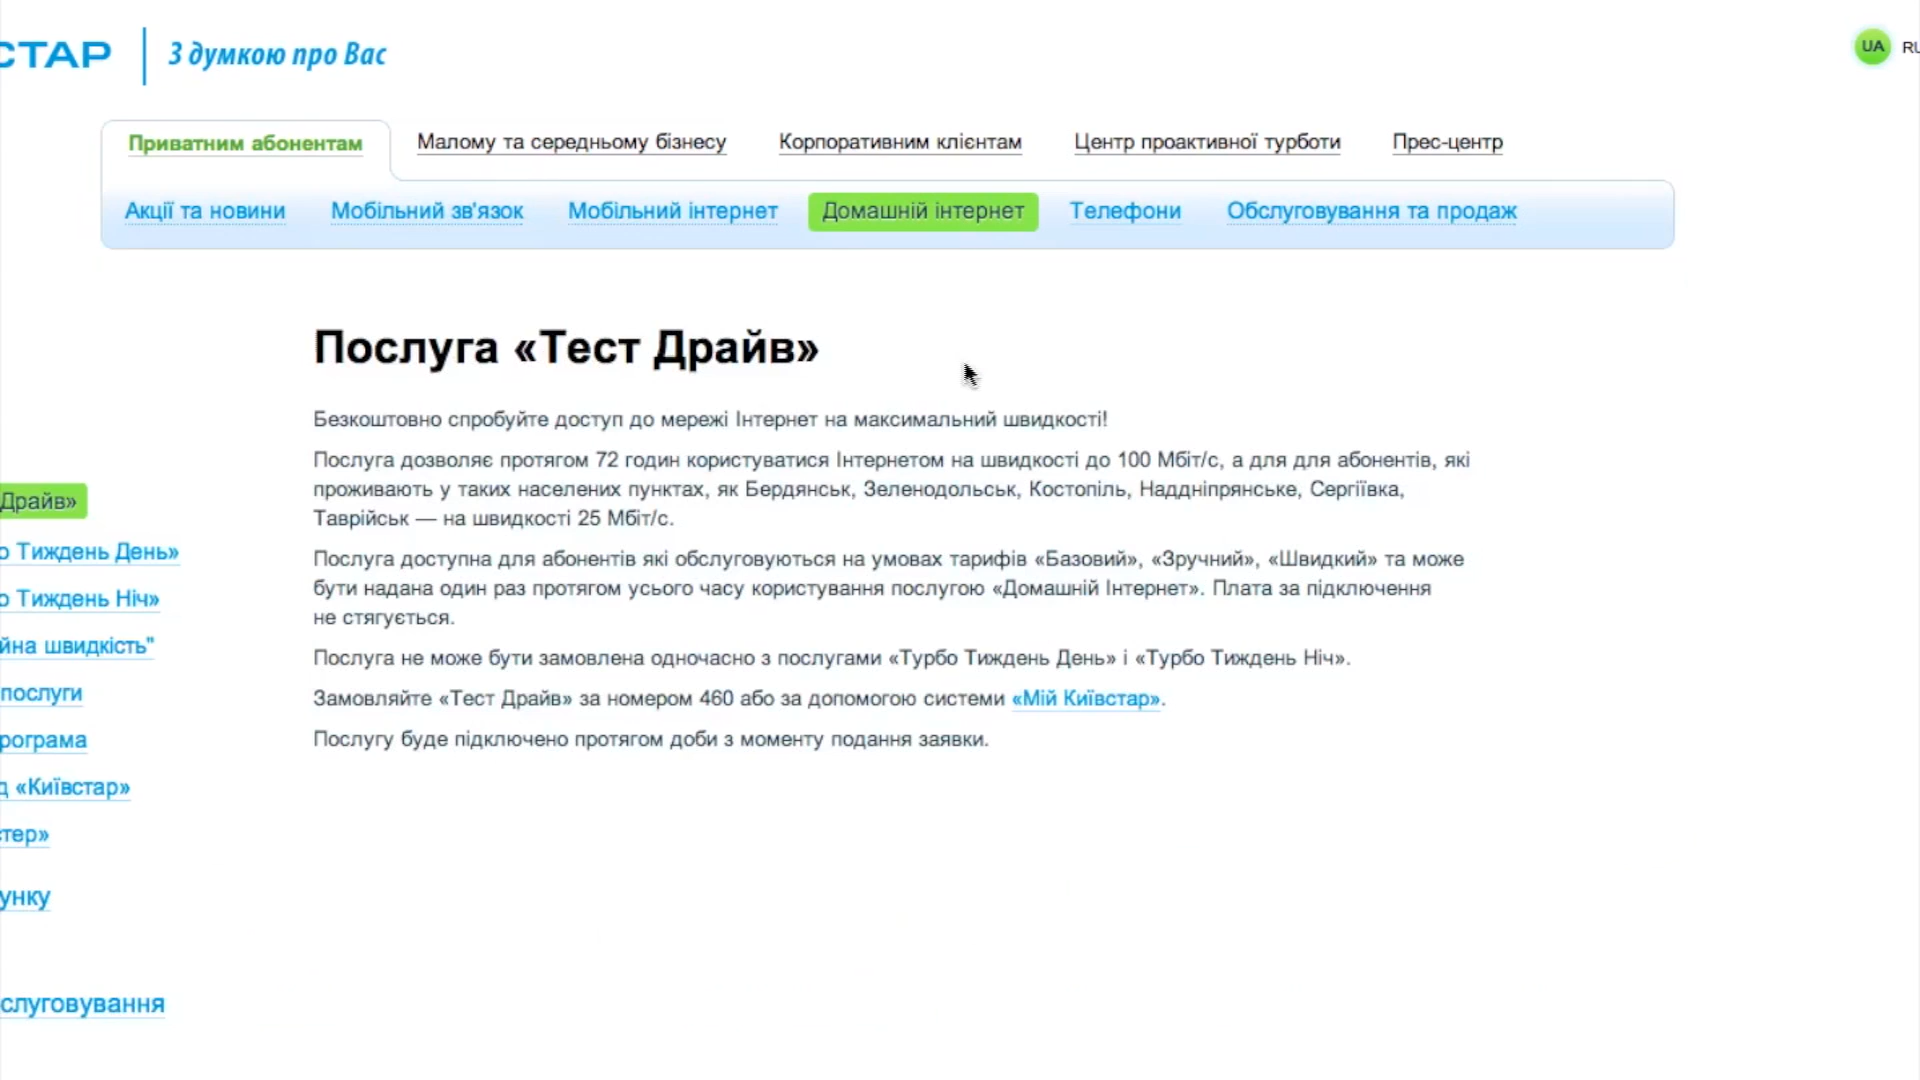 СТАР
З думкою про Вас
UA RU
Приватним абонентам
Малому та середньому бізнесу
Корпоративним клієнтам
Центр проактивної турботи
Прес-центр
Акції та новини
Мобільний зв'язок
Мобільний інтернет
Домашній інтернет
Телефони
Обслуговування та продаж
Послуга «Тест Драйв»
Безкоштовно спробуйте доступ до мережі Інтернет на максимальний швидкості!
Послуга дозволяє протягом 72 годин користуватися Інтернетом на швидкості до 100 Мбіт/с, а для для абонентів, які
проживають у таких населених пунктах, як Бердянськ, Зеленодольськ, Костопіль, Наддніпрянське, Сергіївка,
Таврійськ — на швидкості 25 Мбіт/с.
Послуга доступна для абонентів які обслуговуються на умовах тарифів «Базовий», «Зручний», «Швидкий» та може
бути надана один раз протягом усього часу користування послугою «Домашній Інтернет». Плата за підключення
не стягується.
Послуга не може бути замовлена одночасно з послугами «Турбо Тиждень День» і «Турбо Тиждень Ніч».
Замовляйте «Тест Драйв» за номером 460 або за допомогою системи «Мій Київстар».
Послугу буде підключено протягом доби з моменту подання заявки.
Драйв»
о Тиждень День»
о Тиждень Ніч»
йна швидкість"
послуги
рограма
д «Київстар»
стер»
унку
слуговування